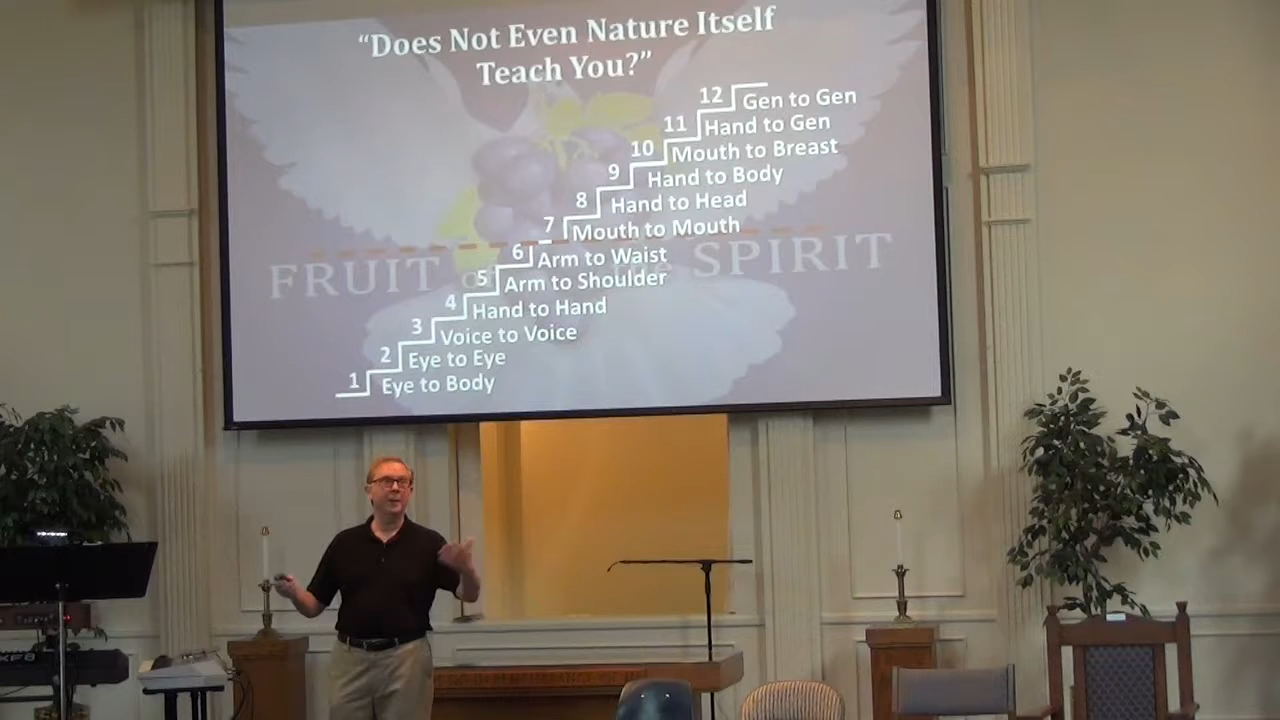 “Does Not Even Nature Itself
Teach You?”
12 Gen to Gen
11 Hand to Gen
10 Mouth to Breast
9 Hand to Body
8 Hand to Head
7 Mouth to Mouth
6 Arm to Waist
FRUIT of the SPIRIT
5 Arm to Shoulder
4 Hand to Hand
3 Voice to Voice
2 Eye to Eye
1 Eye to Body